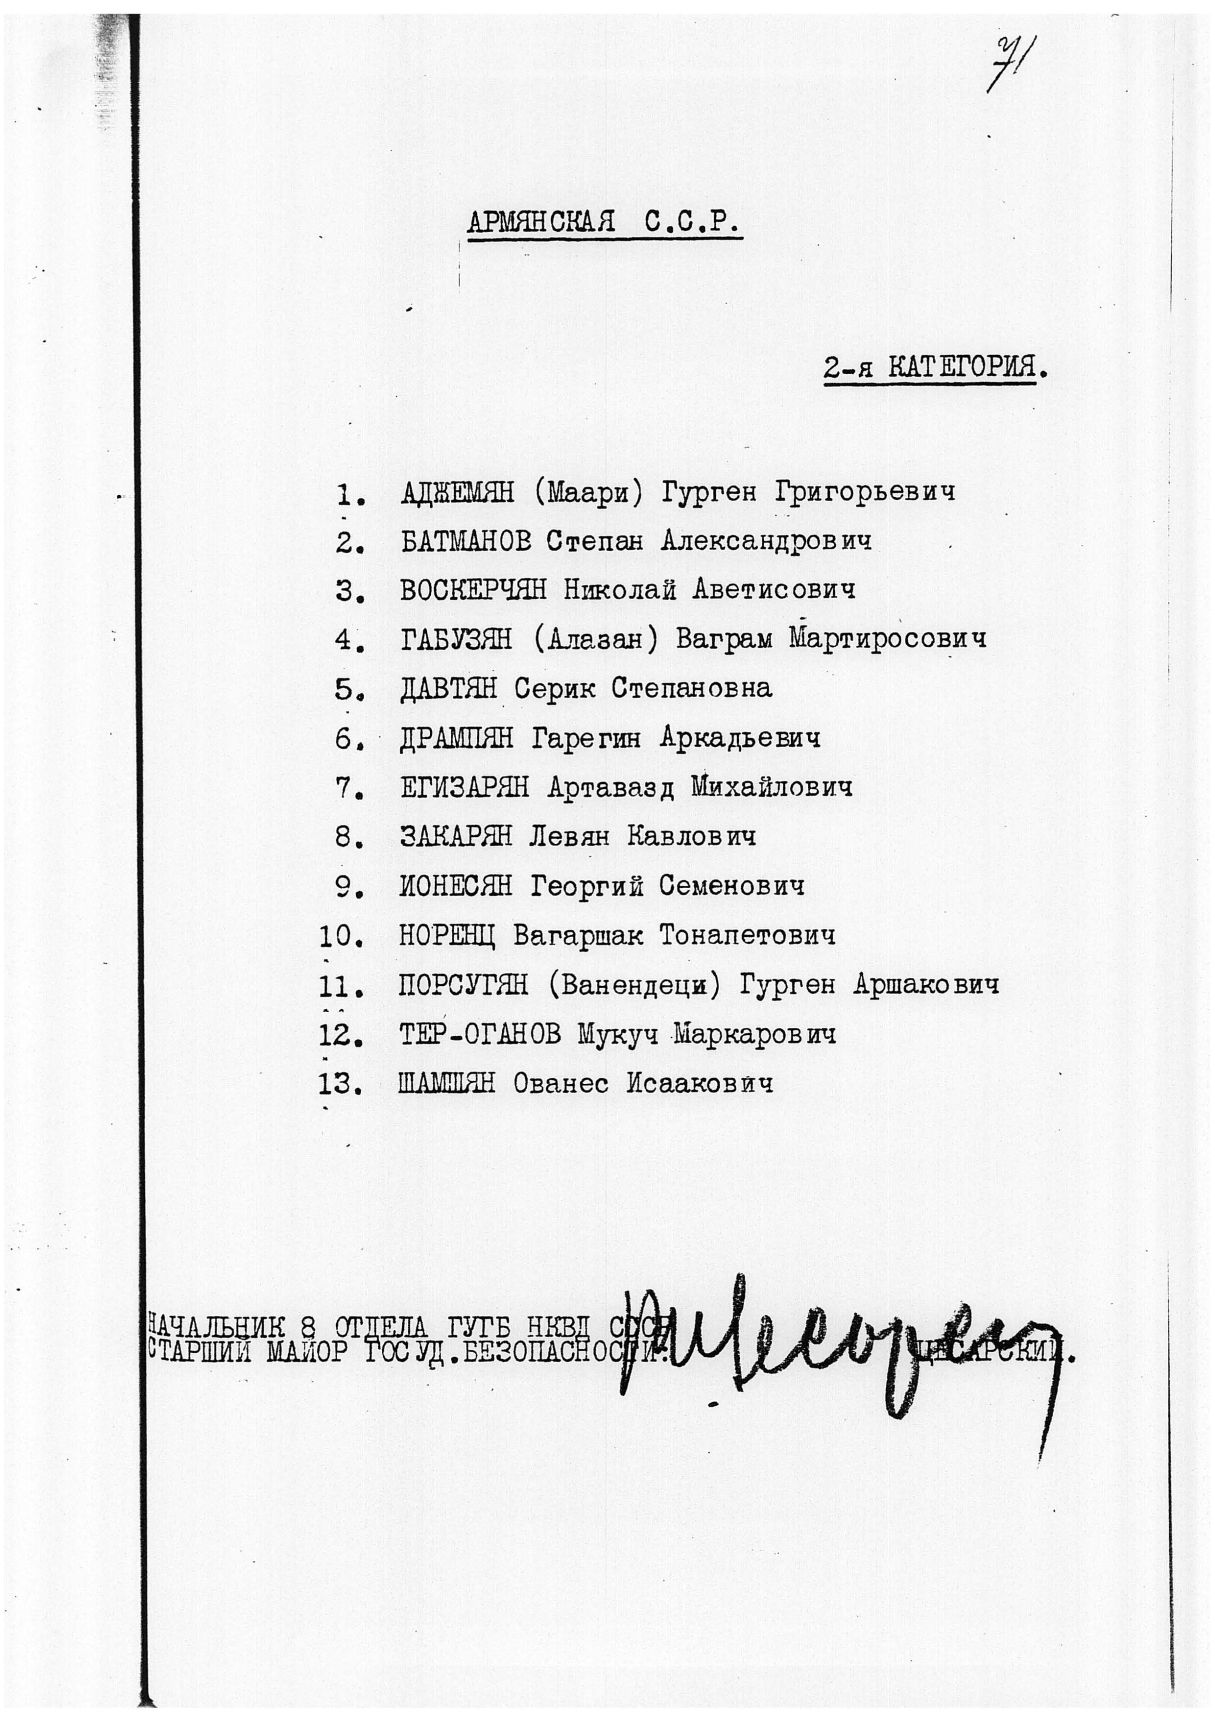 71
АРМЯНСКАЯ С.С.Р.
2-я КАТЕГОРИЯ.
1. АДЖЕМЯН (Маари) Гурген Григорьевич
2. БАТМАНОВ Степан Александрович
3. ВОСКЕРЧЯН Николай Аветисович
4. ГАБУЗЯН (Алазан) Ваграм Мартиросович
5. ДАВТЯН Серик Степановна
6. ДРАМПЯН Гарегин Аркадьевич
7. ЕГИЗАРЯН Артавазд Михайлович
8. ЗАКАРЯН Левян Кавлович
9. ИОНЕСЯН Георгий Семенович
10. НОРЕНЦ Вагаршак Тонапетович
11. ПОРСУГЯН (Ванендеци) Гурген Аршакович
12. ТЕР-ОГАНОВ Мукуч Маркарович
13. ШАМШЯН Ованес Исаакович
НАЧАЛЬНИК 8 ОТДЕЛА ГУГБ НКВД СССР
СТАРШИЙ МАЙОР ГОСУД.БЕЗОПАСНОСТИ: ЦЕСАРСКИЙ.